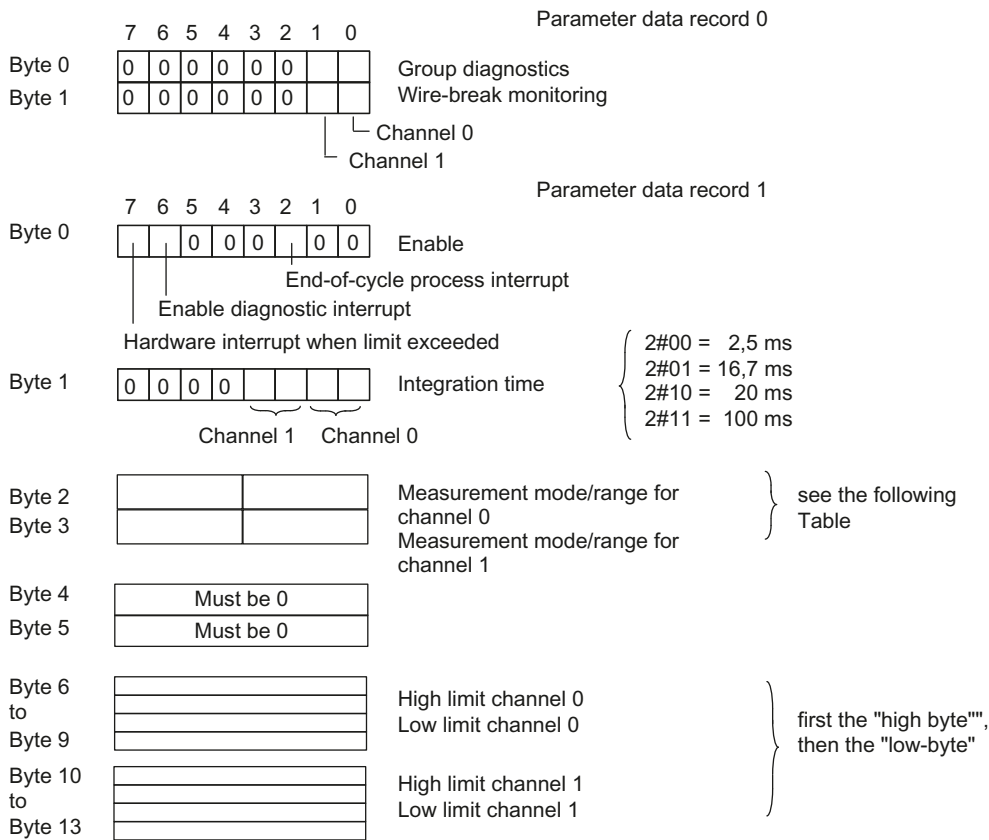 Parameter data record 0
7 6 5 4 3 2 1 0
Byte 0 0 0 0 0 0 0 Group diagnostics
Byte 1 0 0 0 0 0 0 Wire-break monitoring
Channel 0
Channel 1
Parameter data record 1
7 6 5 4 3 2 1 0
Byte 0 0 0 0 0 0 Enable
End-of-cycle process interrupt
Enable diagnostic interrupt
Hardware interrupt when limit exceeded
Byte 1 0 0 0 0 Integration time
2#00 = 2,5 ms
2#01 = 16,7 ms
2#10 = 20 ms
2#11 = 100 ms
Channel 1 Channel 0
Byte 2 Measurement mode/range for
channel 0
Byte 3 Measurement mode/range for
channel 1
see the following
Table
Byte 4 Must be 0
Byte 5 Must be 0
Byte 6
to
Byte 9
High limit channel 0
Low limit channel 0
first the "high byte"",
then the "low-byte"
Byte 10
to
Byte 13
High limit channel 1
Low limit channel 1